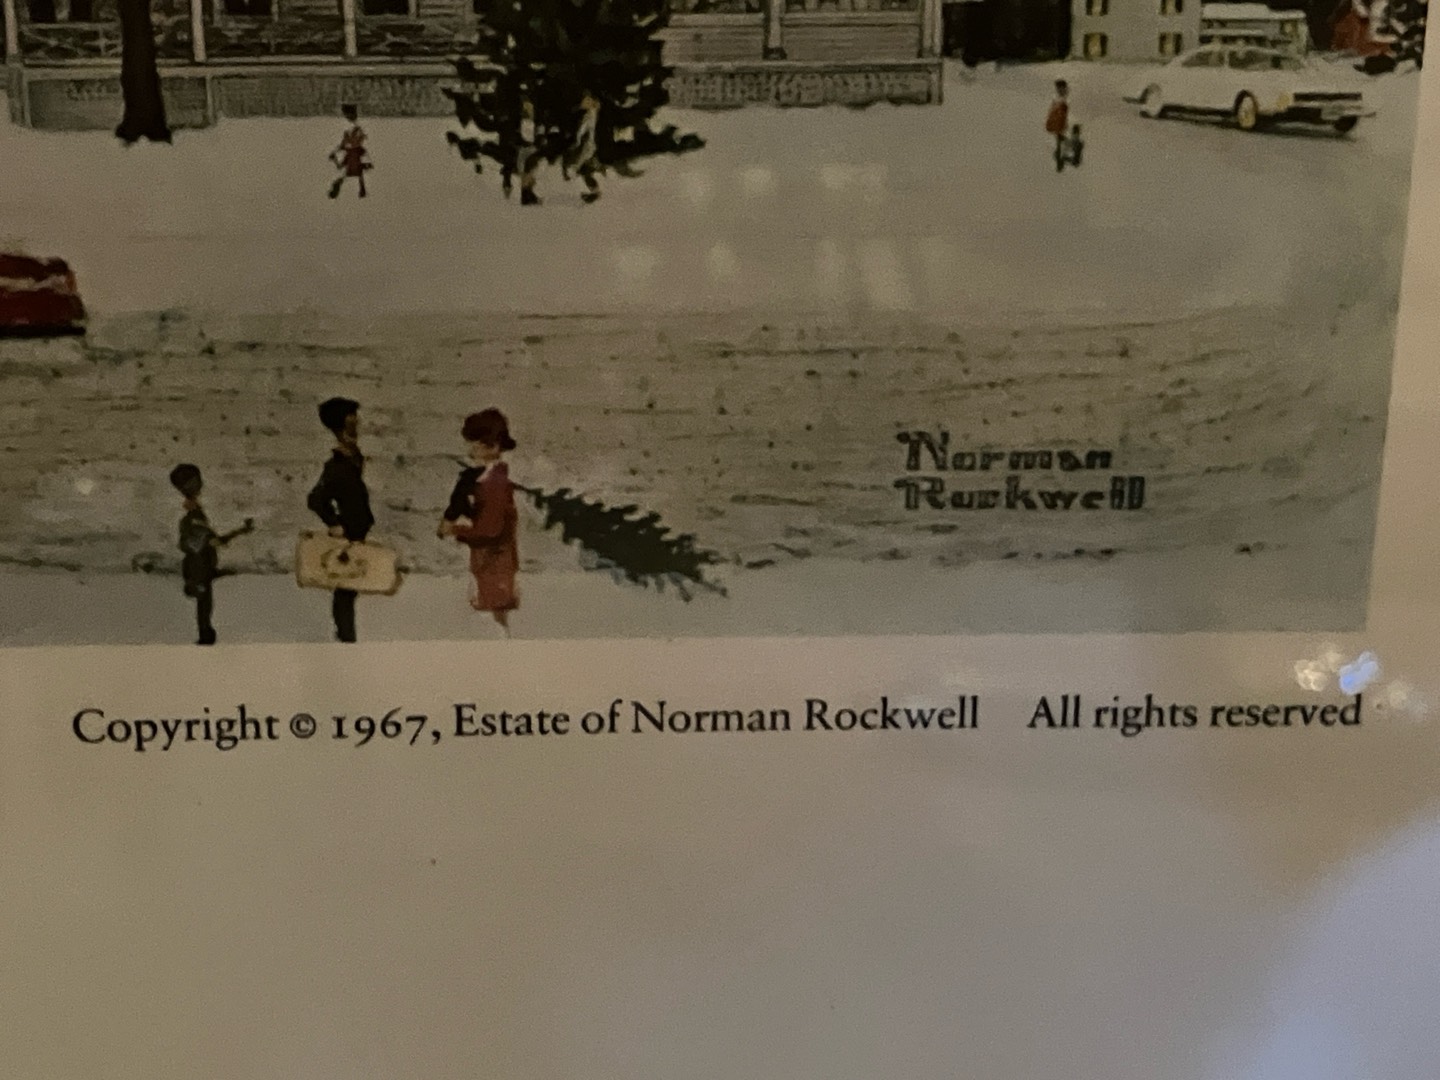 Norman
Rockwell
Copyright © 1967, Estate of Norman Rockwell All rights reserved